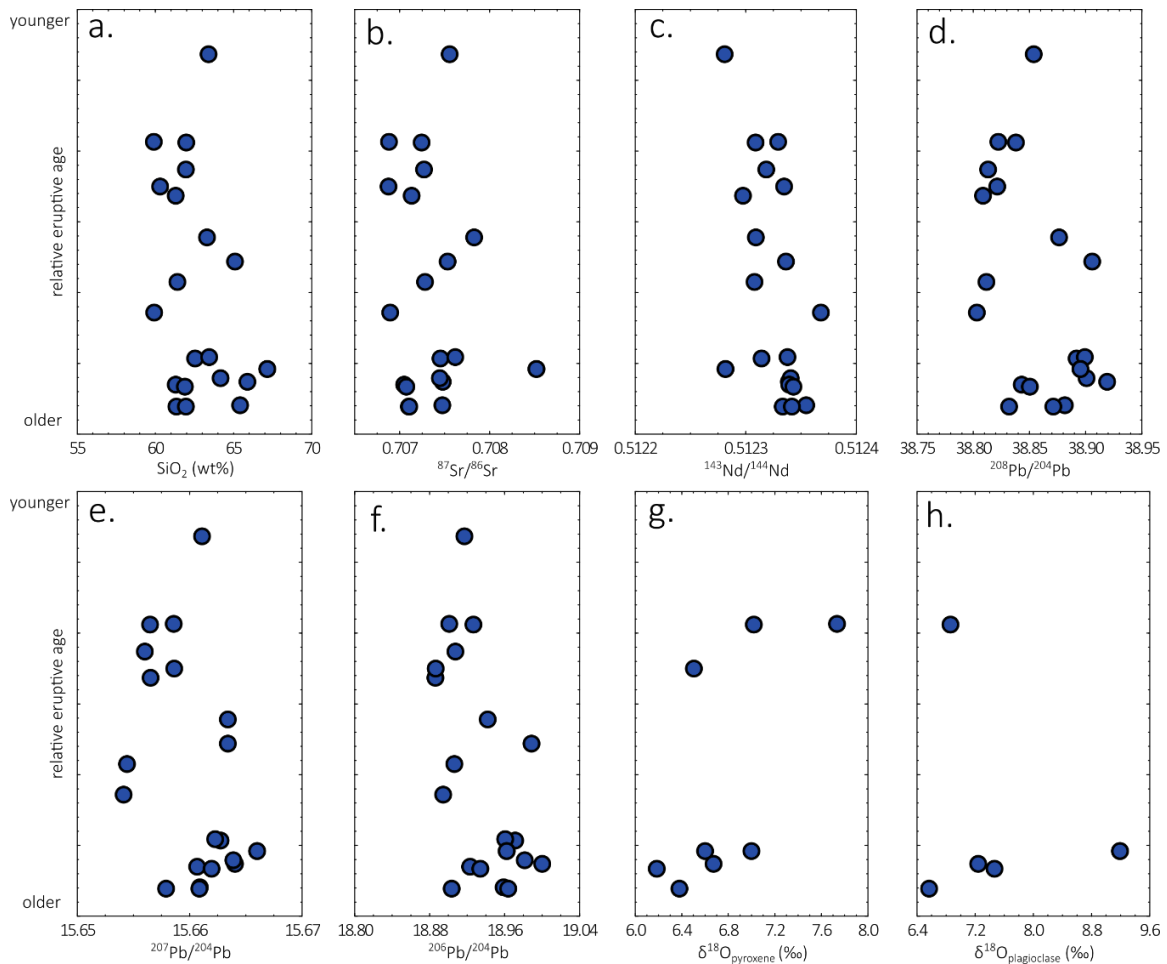 younger
a. b. c. d.
relative eruptive age
older
55 60 65 70 0.707 0.708 0.709 0.5122 0.5123 0.5124 38.75 38.80 38.85 38.90 38.95
SiO₂ (wt%) ⁸⁷Sr/⁸⁶Sr ¹⁴³Nd/¹⁴⁴Nd ²⁰⁸Pb/²⁰⁴Pb
younger
e. f. g. h.
relative eruptive age
older
15.65 15.66 15.67 18.80 18.88 18.96 19.04 6.0 6.4 6.8 7.2 7.6 8.0 6.4 7.2 8.0 8.8 9.6
²⁰⁷Pb/²⁰⁴Pb ²⁰⁶Pb/²⁰⁴Pb δ¹⁸Opyroxene (‰) δ¹⁸Oplagioclase (‰)